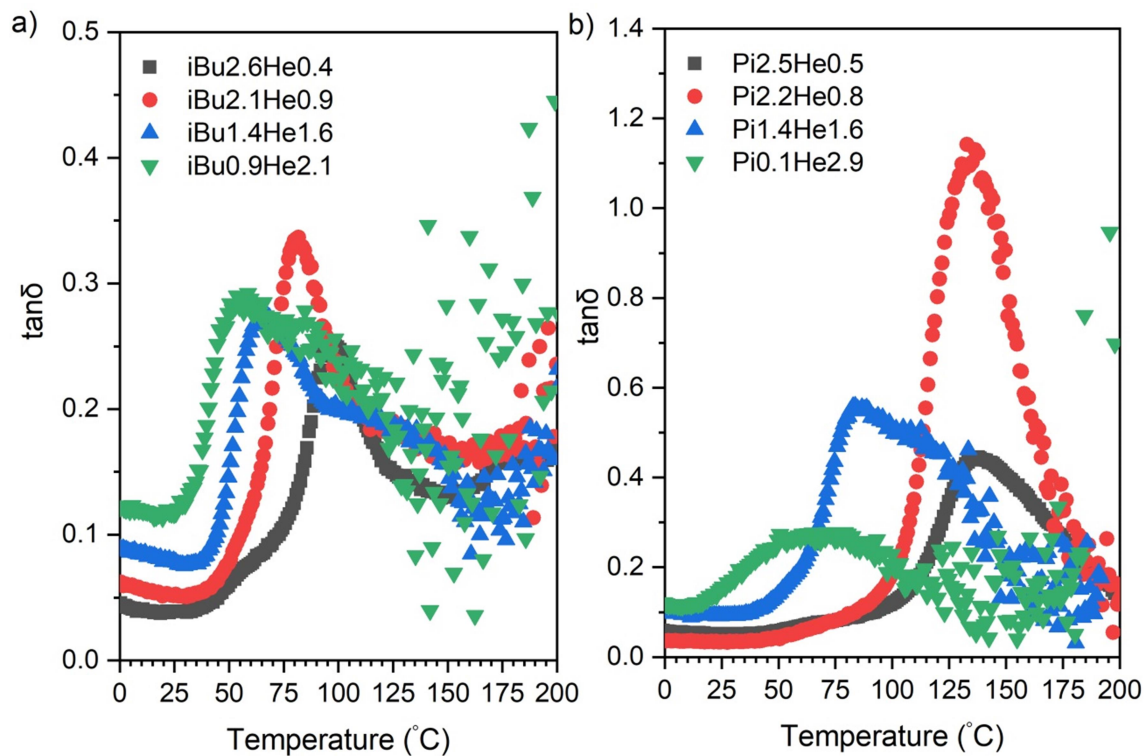 a)
0.5
0.4
0.3
0.2
0.1
0.0
tanδ
iBu2.6He0.4
iBu2.1He0.9
iBu1.4He1.6
iBu0.9He2.1
0 25 50 75 100 125 150 175 200
Temperature (°C)
b)
1.4
1.2
1.0
0.8
0.6
0.4
0.2
0.0
tanδ
Pi2.5He0.5
Pi2.2He0.8
Pi1.4He1.6
Pi0.1He2.9
0 25 50 75 100 125 150 175 200
Temperature (°C)